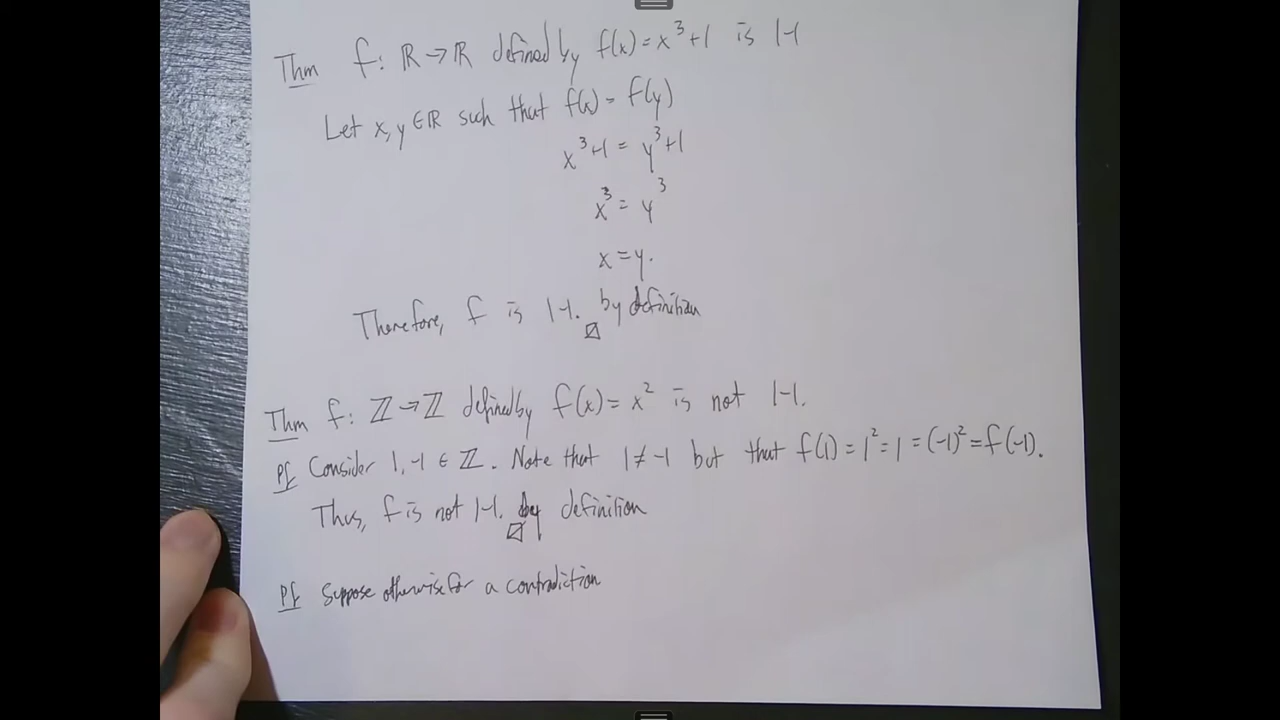 Thm f: ℝ→ℝ defined by f(x)=x³+1 is 1-1
Let x,y∈ℝ such that f(x)=f(y)
x³+1 = y³+1
x³ = y³
x=y.
Therefore, f is 1-1. by definition
Thm f: ℤ→ℤ defined by f(x)=x² is not 1-1.
Pf Consider 1,-1 ∈ ℤ. Note that 1≠-1 but that f(1)=1²=1=(-1)²=f(-1).
Thus, f is not 1-1. by definition
Pf Suppose otherwise for a contradiction